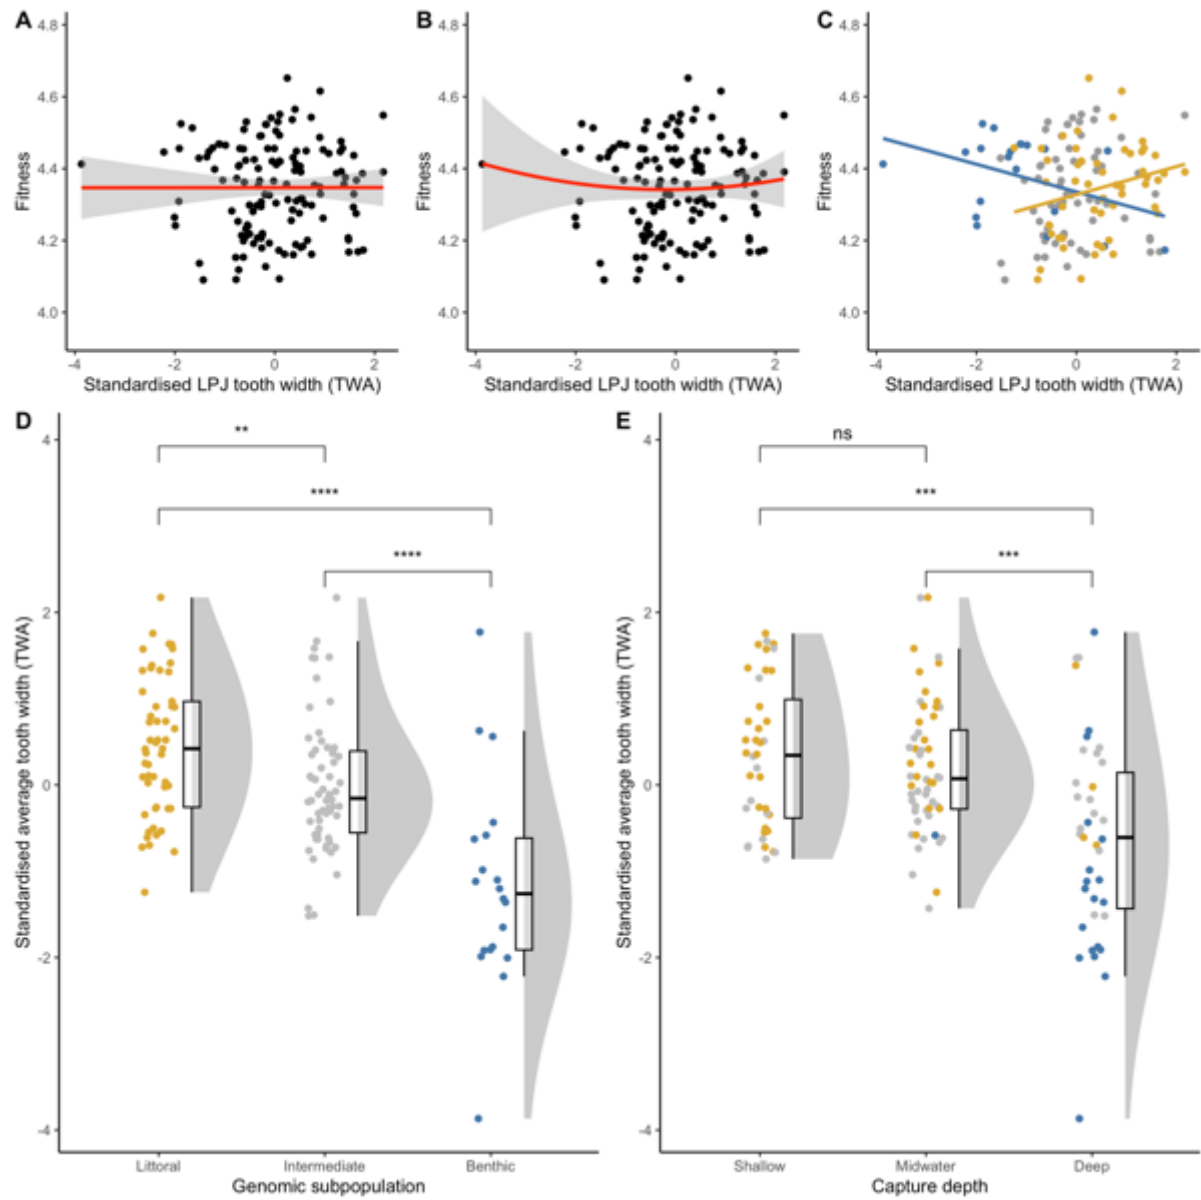 A
4.8
4.6
4.4
4.2
4.0
Fitness
-4
-2
0
2
Standardised LPJ tooth width (TWA)
B
4.8
4.6
4.4
4.2
4.0
Fitness
-4
-2
0
2
Standardised LPJ tooth width (TWA)
C
4.8
4.6
4.4
4.2
4.0
Fitness
-4
-2
0
2
Standardised LPJ tooth width (TWA)
D
**
****
****
4
2
0
-2
-4
Standardised average tooth width (TWA)
Littoral
Intermediate
Benthic
Genomic subpopulation
E
ns
***
***
4
2
0
-2
-4
Standardised average tooth width (TWA)
Shallow
Midwater
Deep
Capture depth